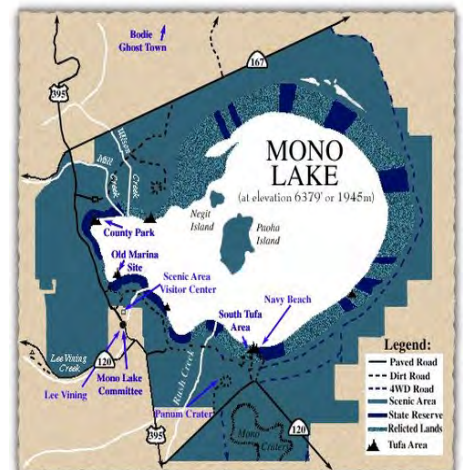 Bodie
Ghost Town
167
395
Wilson
Creek
Mill
Creek
MONO
LAKE
(at elevation 6379' or 1945m)
Negit
Island
Paoha
Island
County Park
Old Marina
Site
Scenic Area
Visitor Center
South Tufa
Area
Navy Beach
Lee Vining
Creek
120
Lee Vining
Mono Lake
Committee
Rush Creek
Panum Crater
395
Mono
Craters
120
Legend:
Paved Road
Dirt Road
4WD Road
Scenic Area
State Reserve
Relicted Lands
Tufa Area